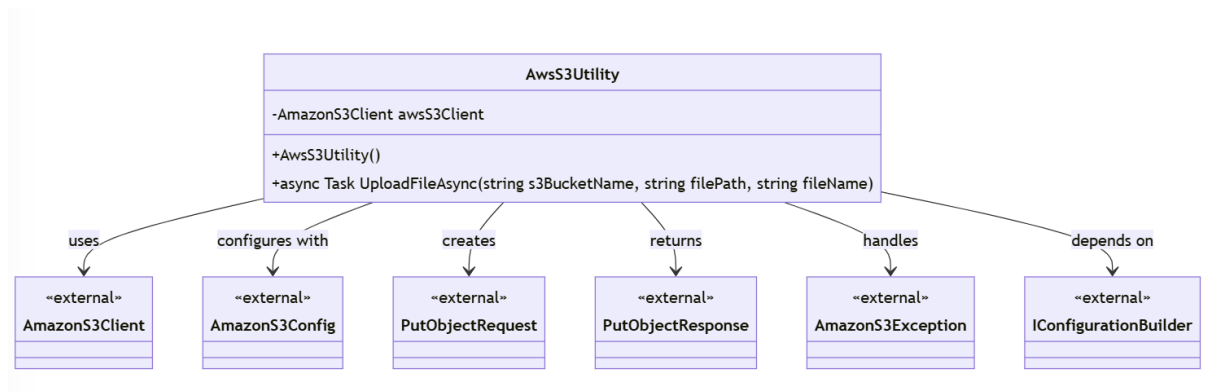 AwsS3Utility
-AmazonS3Client awsS3Client
+AwsS3Utility()
+async Task UploadFileAsync(string s3BucketName, string filePath, string fileName)
uses
configures with
creates
returns
handles
depends on
«external»
AmazonS3Client
«external»
AmazonS3Config
«external»
PutObjectRequest
«external»
PutObjectResponse
«external»
AmazonS3Exception
«external»
IConfigurationBuilder